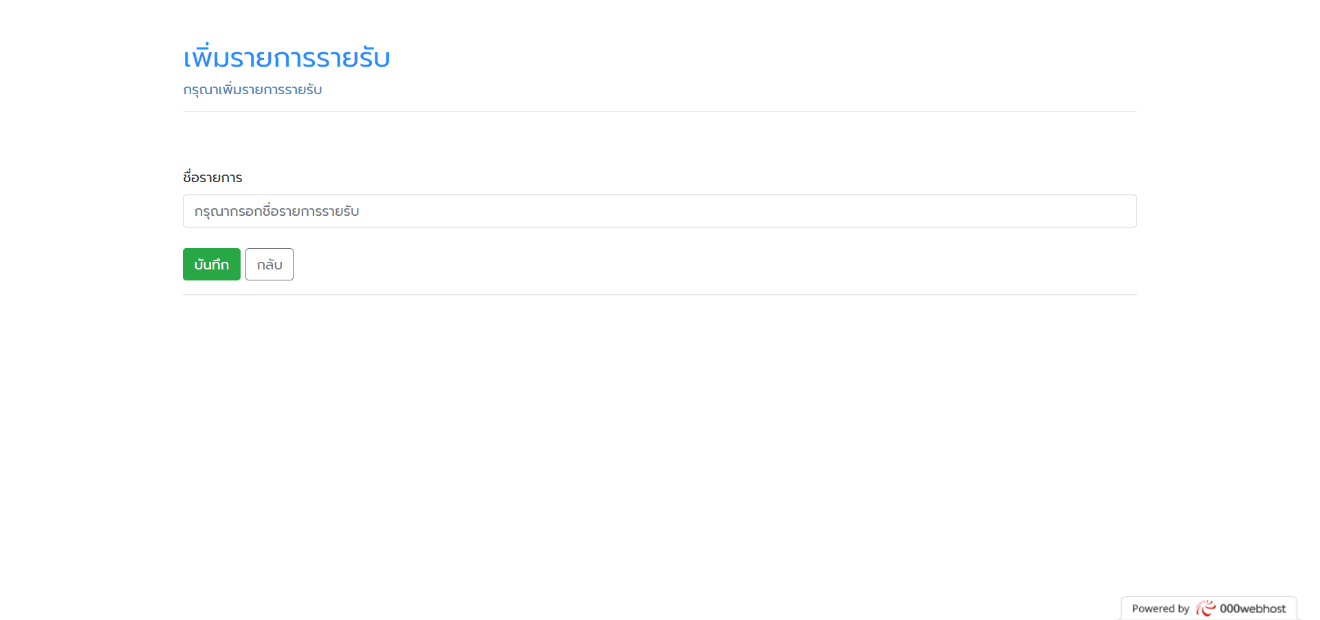 เพิ่มรายการรายรับ
กรุณาเพิ่มรายการรายรับ
ชื่อรายการ
กรุณากรอกชื่อรายการรายรับ
บันทึก กลับ
Powered by 000webhost